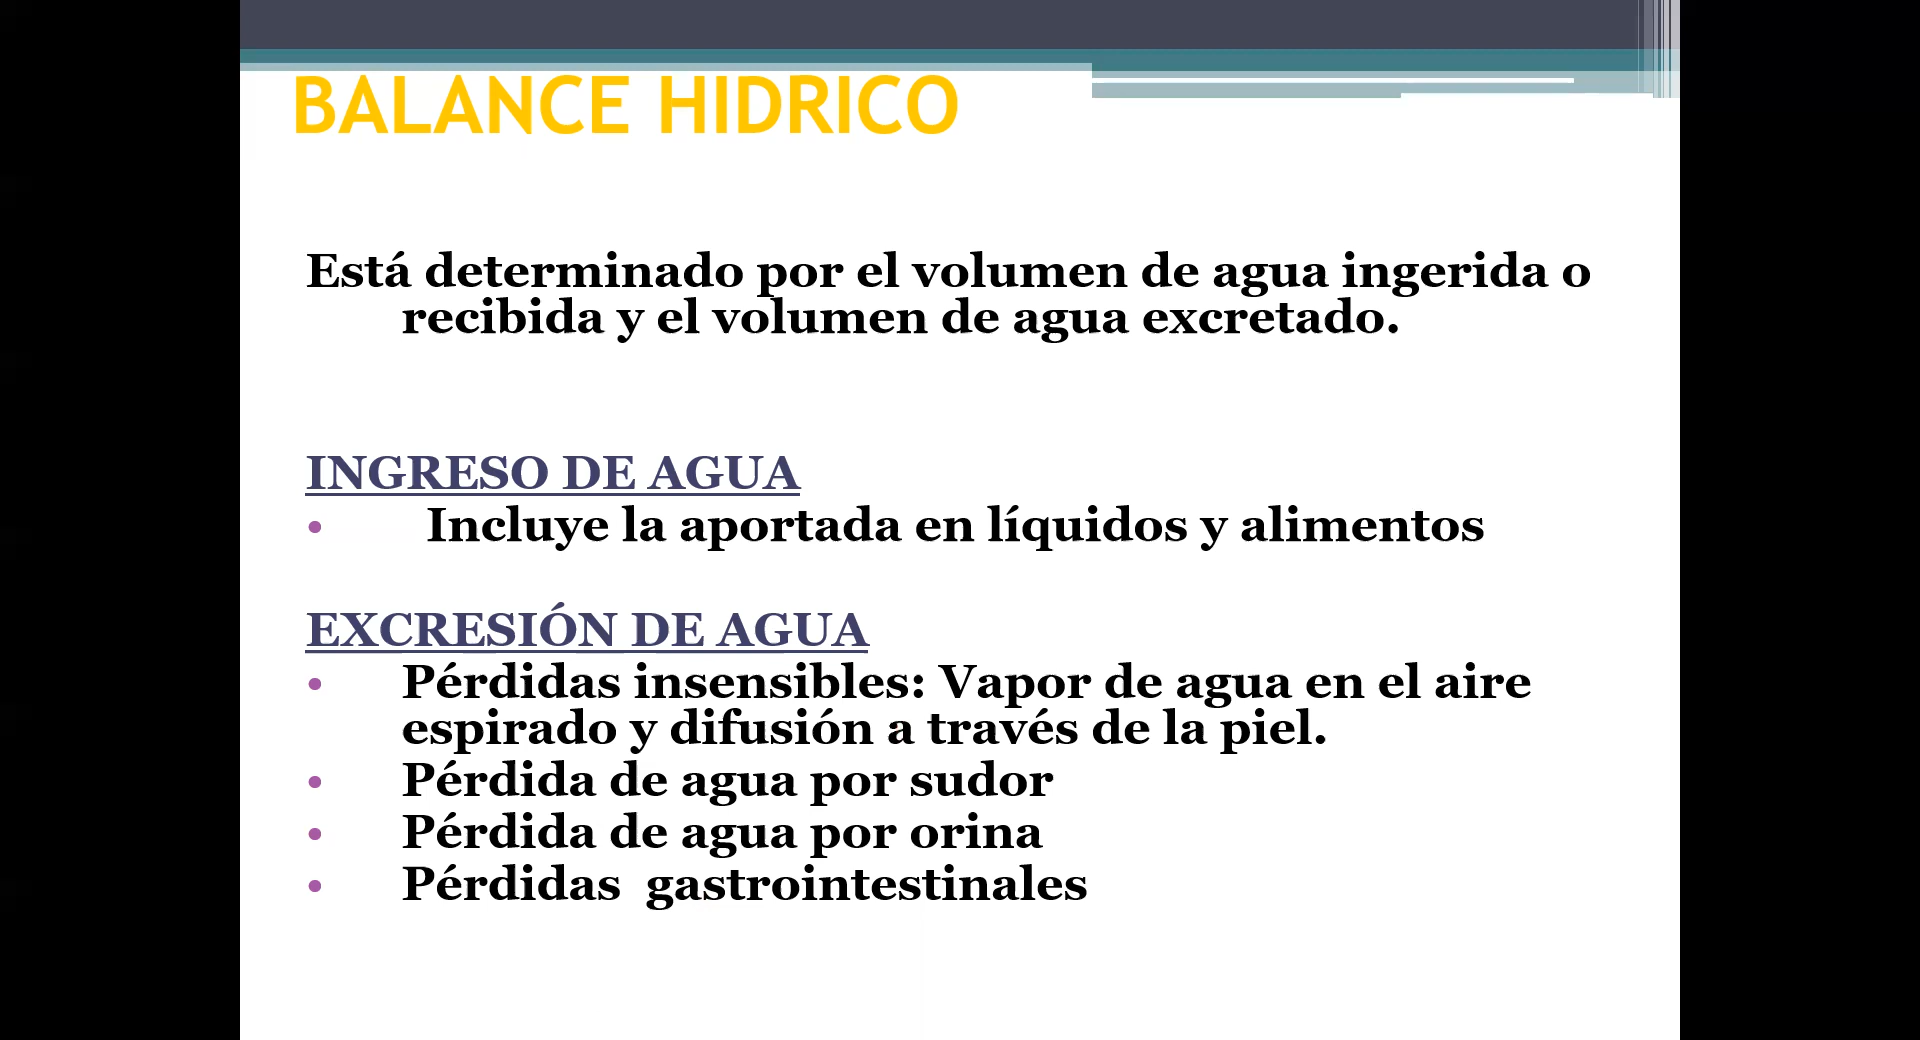 BALANCE HIDRICO
Está determinado por el volumen de agua ingerida o
recibida y el volumen de agua excretado.
INGRESO DE AGUA
• Incluye la aportada en líquidos y alimentos
EXCRESIÓN DE AGUA
• Pérdidas insensibles: Vapor de agua en el aire
espirado y difusión a través de la piel.
• Pérdida de agua por sudor
• Pérdida de agua por orina
• Pérdidas  gastrointestinales